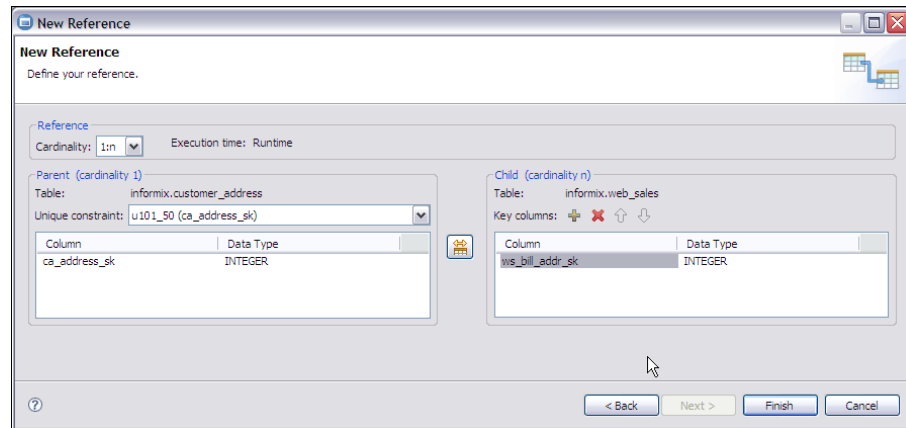 New Reference
New Reference
Define your reference.
Reference
Cardinality: 1:n Execution time: Runtime
Parent (cardinality 1)
Table: informix.customer_address
Unique constraint: u101_50 (ca_address_sk)
Column Data Type
ca_address_sk INTEGER
Child (cardinality n)
Table: informix.web_sales
Key columns:
Column Data Type
ws_bill_addr_sk INTEGER
< Back Next > Finish Cancel